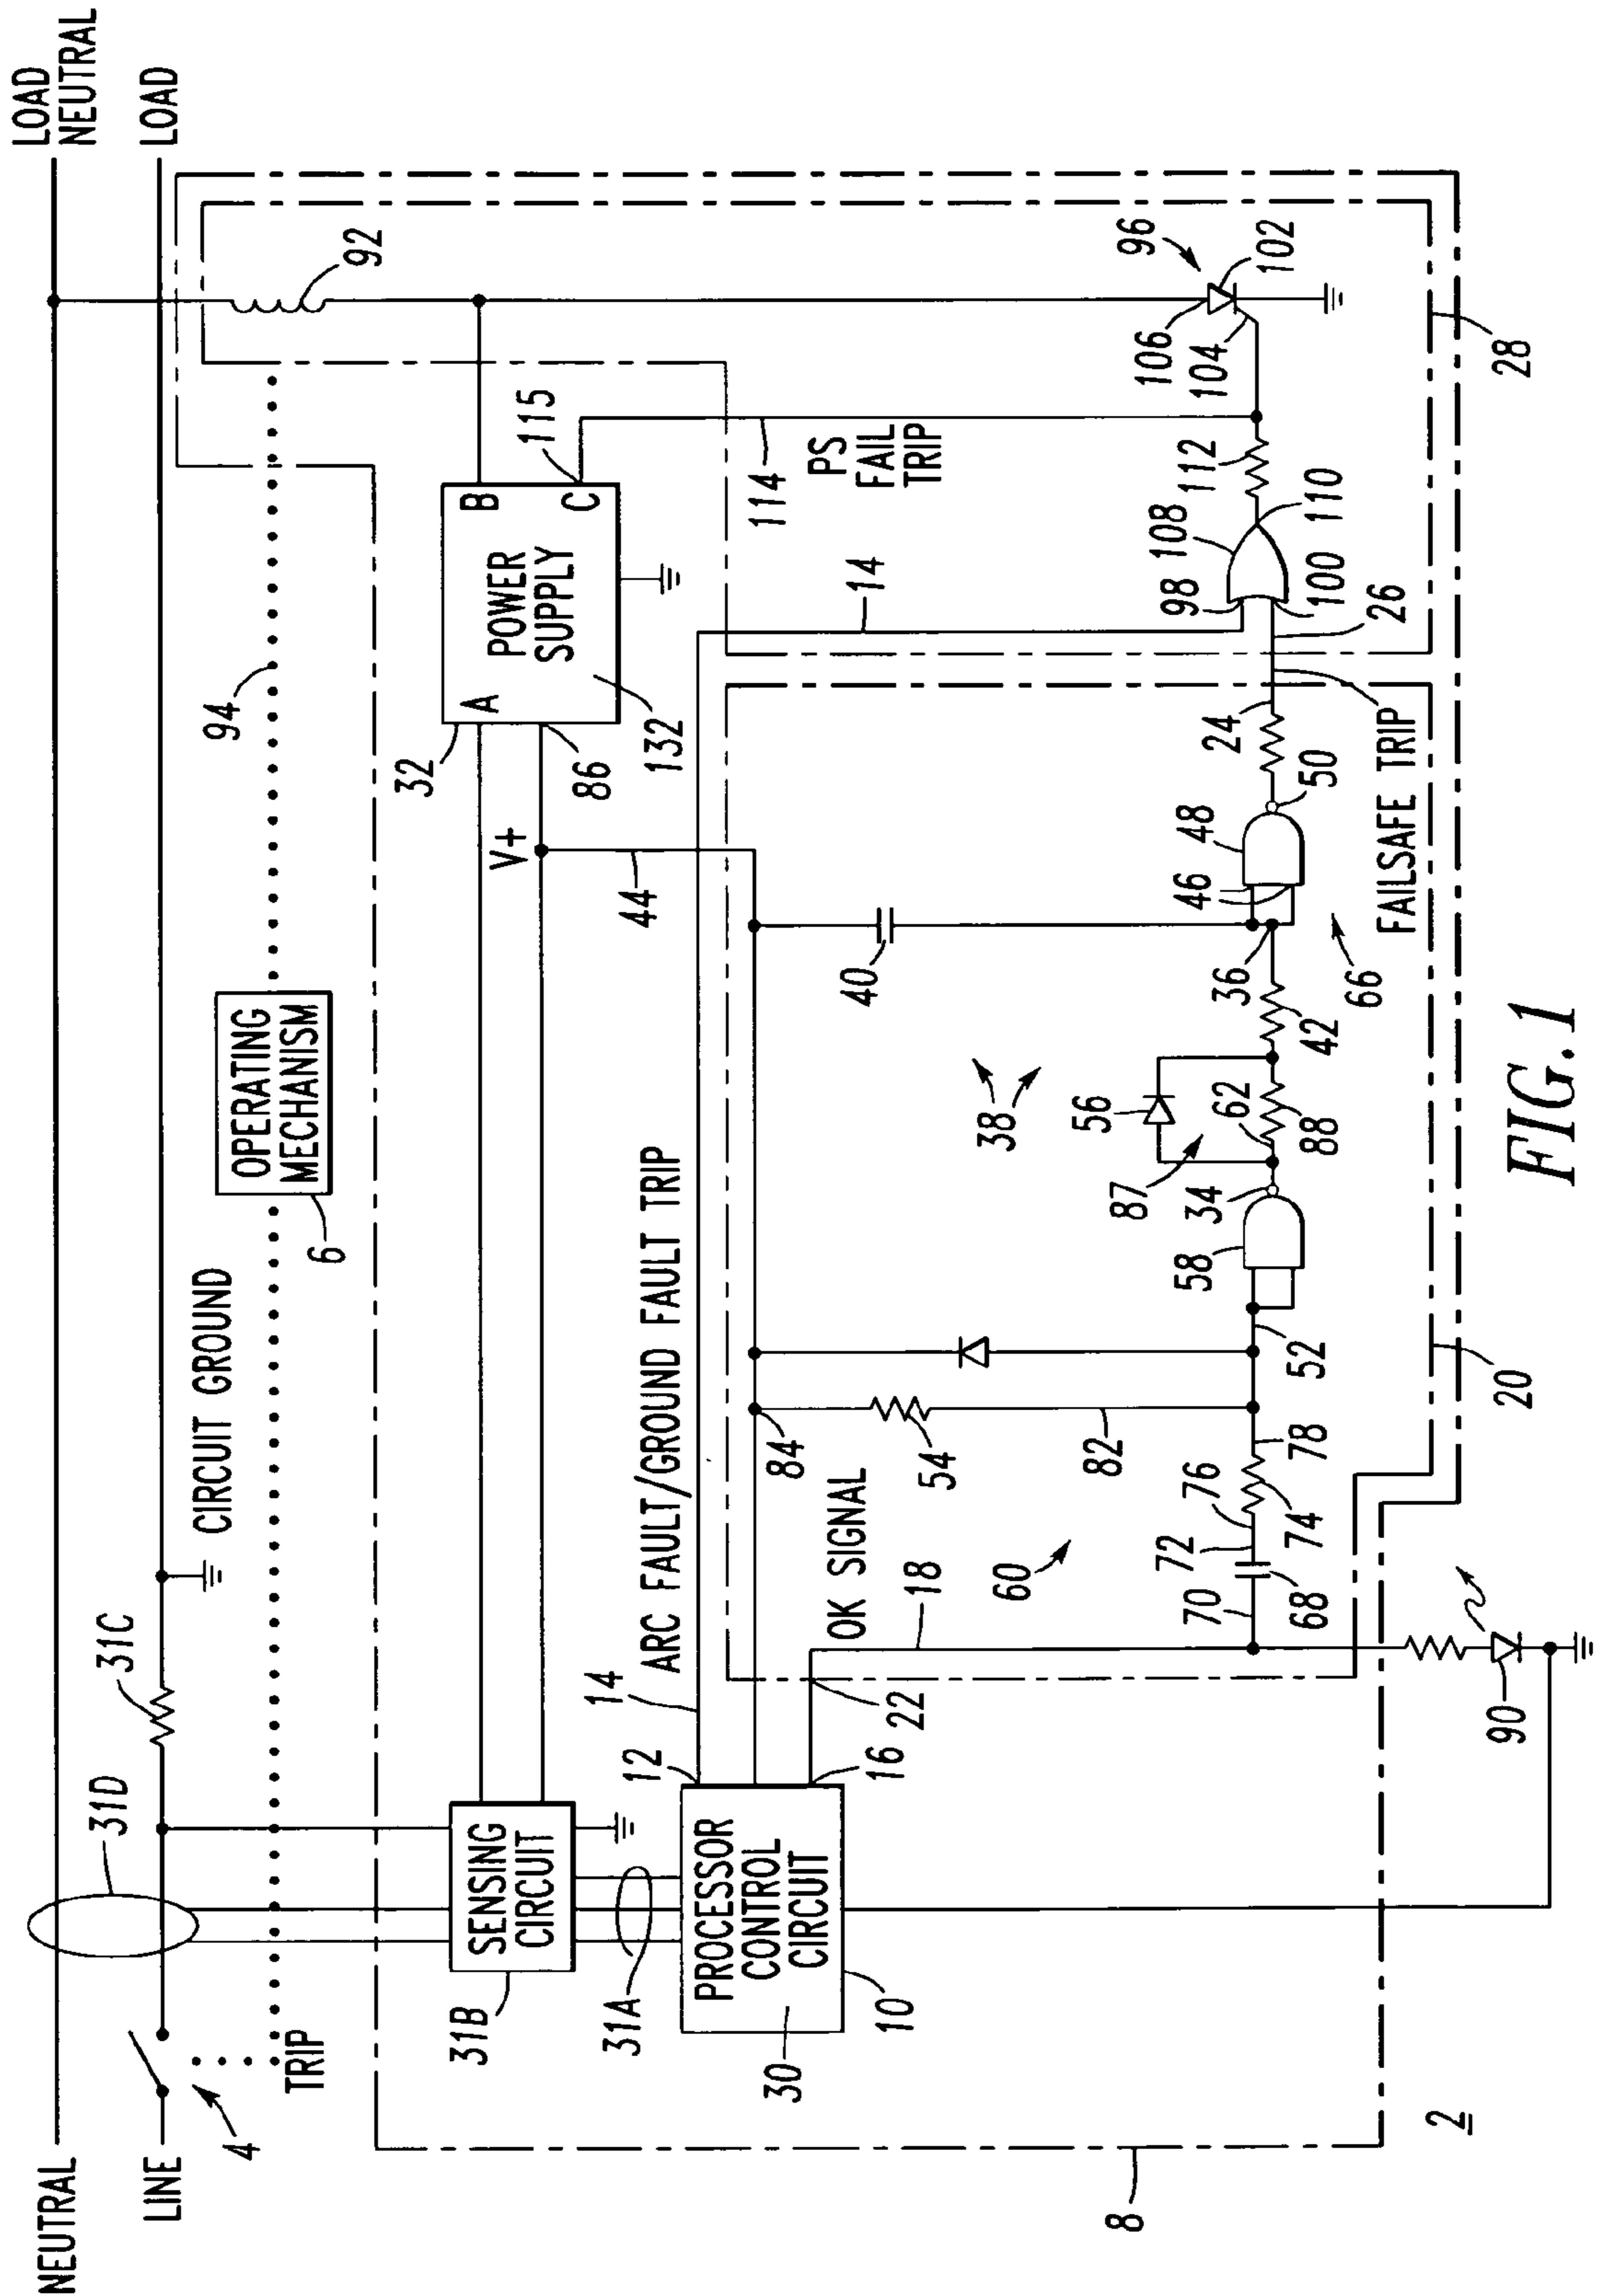 LOAD
NEUTRAL
LOAD
NEUTRAL
LINE
4
TRIP
31D
31C
CIRCUIT GROUND
6
OPERATING
MECHANISM
94
92
31B
SENSING
CIRCUIT
31A
32
A
B
C
POWER
SUPPLY
86
132
115
V+
44
114
PS
FAIL
TRIP
14
30
PROCESSOR
CONTROL
CIRCUIT
10
12
14
ARC FAULT/GROUND FAULT TRIP
16
22
OK SIGNAL
18
84
54
82
60
38
40
70
72
76
68
74
78
52
58
34
87
56
62
88
42
36
66
46
48
50
24
FAILSAFE TRIP
26
98
100
108
110
112
106
104
96
102
28
20
90
8
2
FIG. 1